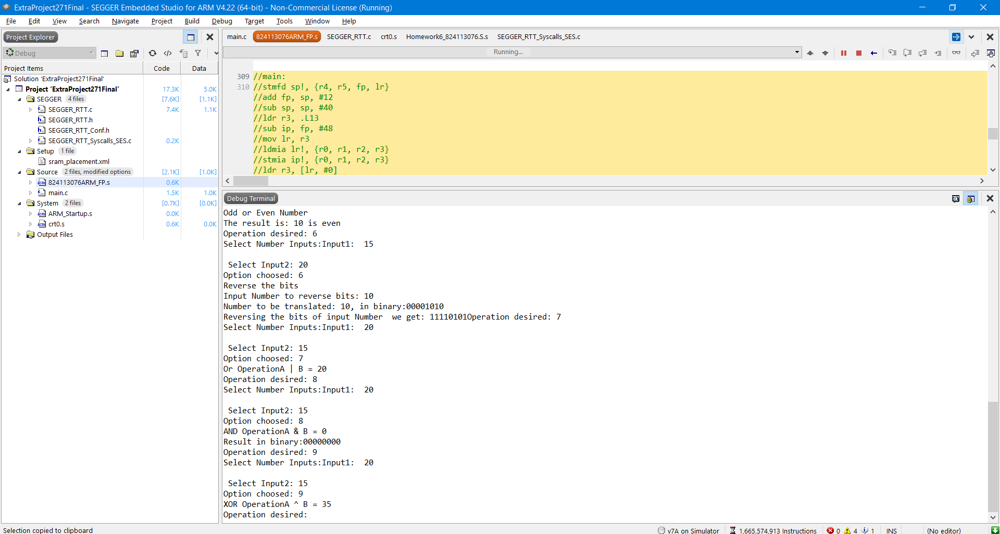 ExtraProject271Final - SEGGER Embedded Studio for ARM V4.22 (64-bit) - Non-Commercial License (Running)
File Edit View Search Navigate Project Build Debug Target Tools Window Help
Project Explorer
Debug
Project Items Code Data
Solution 'ExtraProject271Final'
Project 'ExtraProject271Final' 17.3K 5.0K
SEGGER 4 files [7.6K] [1.1K]
SEGGER_RTT.c 7.4K 1.1K
SEGGER_RTT.h
SEGGER_RTT_Conf.h
SEGGER_RTT_Syscalls_SES.c 0.2K
Setup 1 file
sram_placement.xml
Source 2 files, modified options [2.1K] [1.0K]
824113076ARM_FP.s 0.6K
main.c 1.5K 1.0K
System 2 files [0.7K] [0.0K]
ARM_Startup.s 0.0K
crt0.s 0.6K 0.0K
Output Files
main.c 824113076ARM_FP.s SEGGER_RTT.c crt0.s Homework6_824113076.S.s SEGGER_RTT_Syscalls_SES.c
Running...
309 //main:
310 //stmfd sp!, {r4, r5, fp, lr}
//add fp, sp, #12
//sub sp, sp, #40
//ldr r3, .L13
//sub ip, fp, #48
//mov lr, r3
//ldmia lr!, {r0, r1, r2, r3}
//stmia ip!, {r0, r1, r2, r3}
//ldr r3, [lr, #0]
Debug Terminal
Odd or Even Number
The result is: 10 is even
Operation desired: 6
Select Number Inputs:Input1:  15
Select Input2: 20
Option choosed: 6
Reverse the bits
Input Number to reverse bits: 10
Number to be translated: 10, in binary:00001010
Reversing the bits of input Number  we get: 11110101Operation desired: 7
Select Number Inputs:Input1:  20
Select Input2: 15
Option choosed: 7
Or OperationA | B = 20
Operation desired: 8
Select Number Inputs:Input1:  20
Select Input2: 15
Option choosed: 8
AND OperationA & B = 0
Result in binary:00000000
Operation desired: 9
Select Number Inputs:Input1:  20
Select Input2: 15
Option choosed: 9
XOR OperationA ^ B = 35
Operation desired:
Selection copied to clipboard
v7A on Simulator 1,665,574,913 Instructions 0 4 1 INS (No editor)